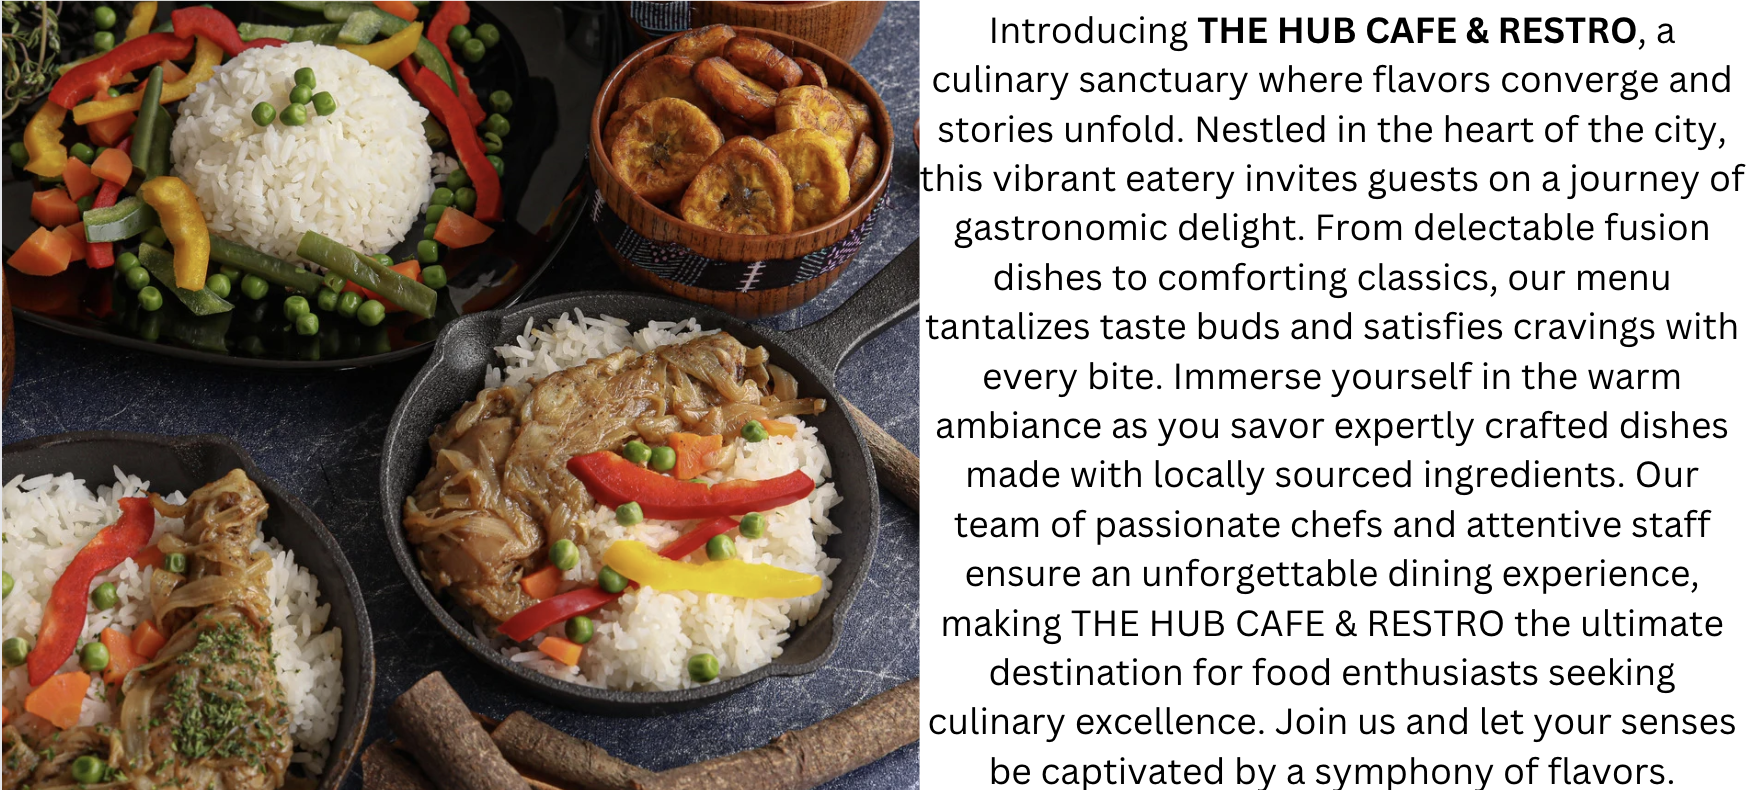 Introducing THE HUB CAFE & RESTRO, a
culinary sanctuary where flavors converge and
stories unfold. Nestled in the heart of the city,
this vibrant eatery invites guests on a journey of
gastronomic delight. From delectable fusion
dishes to comforting classics, our menu
tantalizes taste buds and satisfies cravings with
every bite. Immerse yourself in the warm
ambiance as you savor expertly crafted dishes
made with locally sourced ingredients. Our
team of passionate chefs and attentive staff
ensure an unforgettable dining experience,
making THE HUB CAFE & RESTRO the ultimate
destination for food enthusiasts seeking
culinary excellence. Join us and let your senses
be captivated by a symphony of flavors.